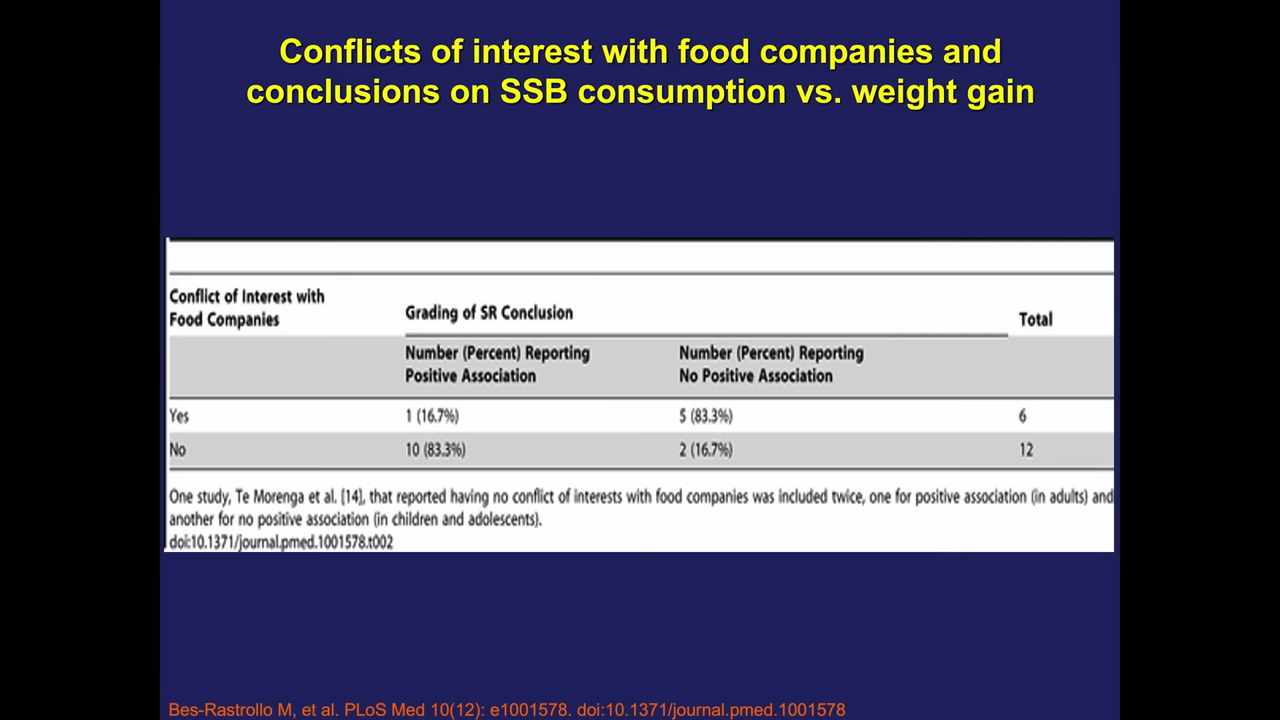 Conflicts of interest with food companies and
conclusions on SSB consumption vs. weight gain
Conflict of Interest with
Food Companies
Grading of SR Conclusion
Total
Number (Percent) Reporting
Positive Association
Number (Percent) Reporting
No Positive Association
Yes 1 (16.7%) 5 (83.3%) 6
No 10 (83.3%) 2 (16.7%) 12
One study, Te Morenga et al. [14], that reported having no conflict of interests with food companies was included twice, one for positive association (in adults) and
another for no positive association (in children and adolescents).
doi:10.1371/journal.pmed.1001578.t002
Bes-Rastrollo M, et al. PLoS Med 10(12): e1001578. doi:10.1371/journal.pmed.1001578